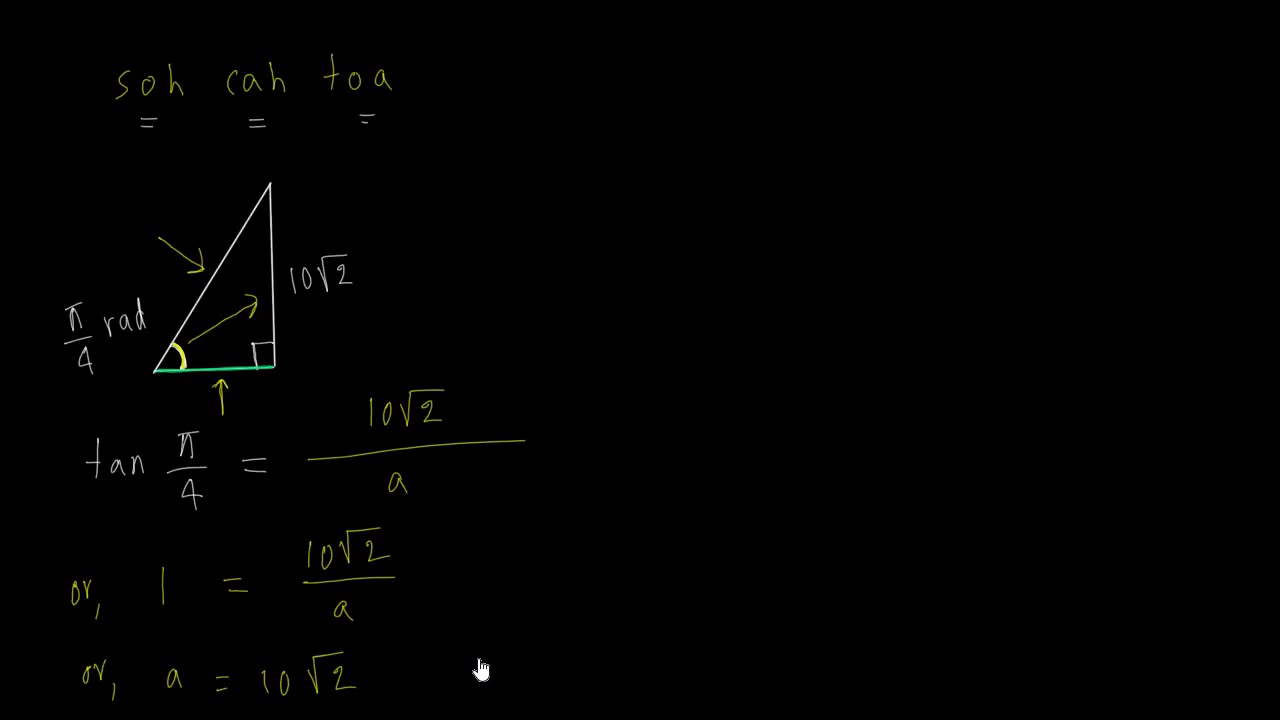 soh cah toa
= = =
10√2
π/4 rad
tan π/4 = 10√2/a
or, 1 = 10√2/a
or, a = 10√2